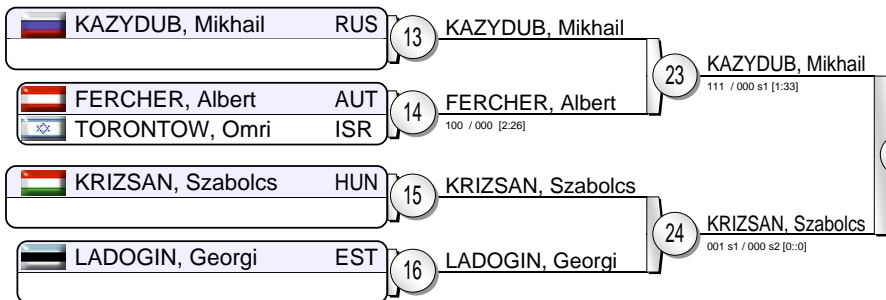 KAZYDUB, Mikhail RUS
13
KAZYDUB, Mikhail
FERCHER, Albert AUT
TORONTOW, Omri ISR
14
FERCHER, Albert
100 / 000 [2:26]
23
KAZYDUB, Mikhail
111 / 000 s1 [1:33]
KRIZSAN, Szabolcs HUN
15
KRIZSAN, Szabolcs
LADOGIN, Georgi EST
16
LADOGIN, Georgi
24
KRIZSAN, Szabolcs
001 s1 / 000 s2 [0::0]